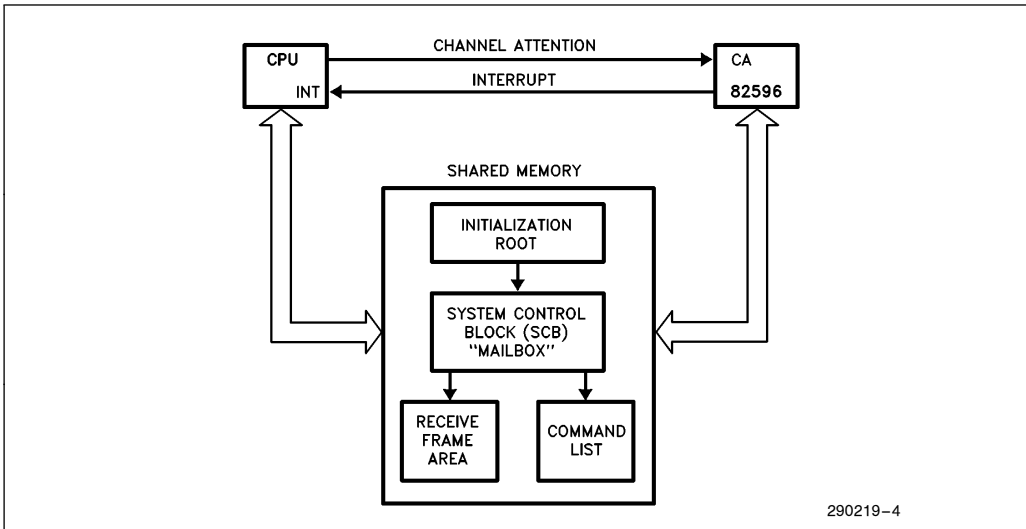 CHANNEL ATTENTION
CPU
CA
INTERRUPT
INT
82596
SHARED MEMORY
INITIALIZATION
ROOT
SYSTEM CONTROL
BLOCK (SCB)
"MAILBOX"
RECEIVE
FRAME
AREA
COMMAND
LIST
290219-4